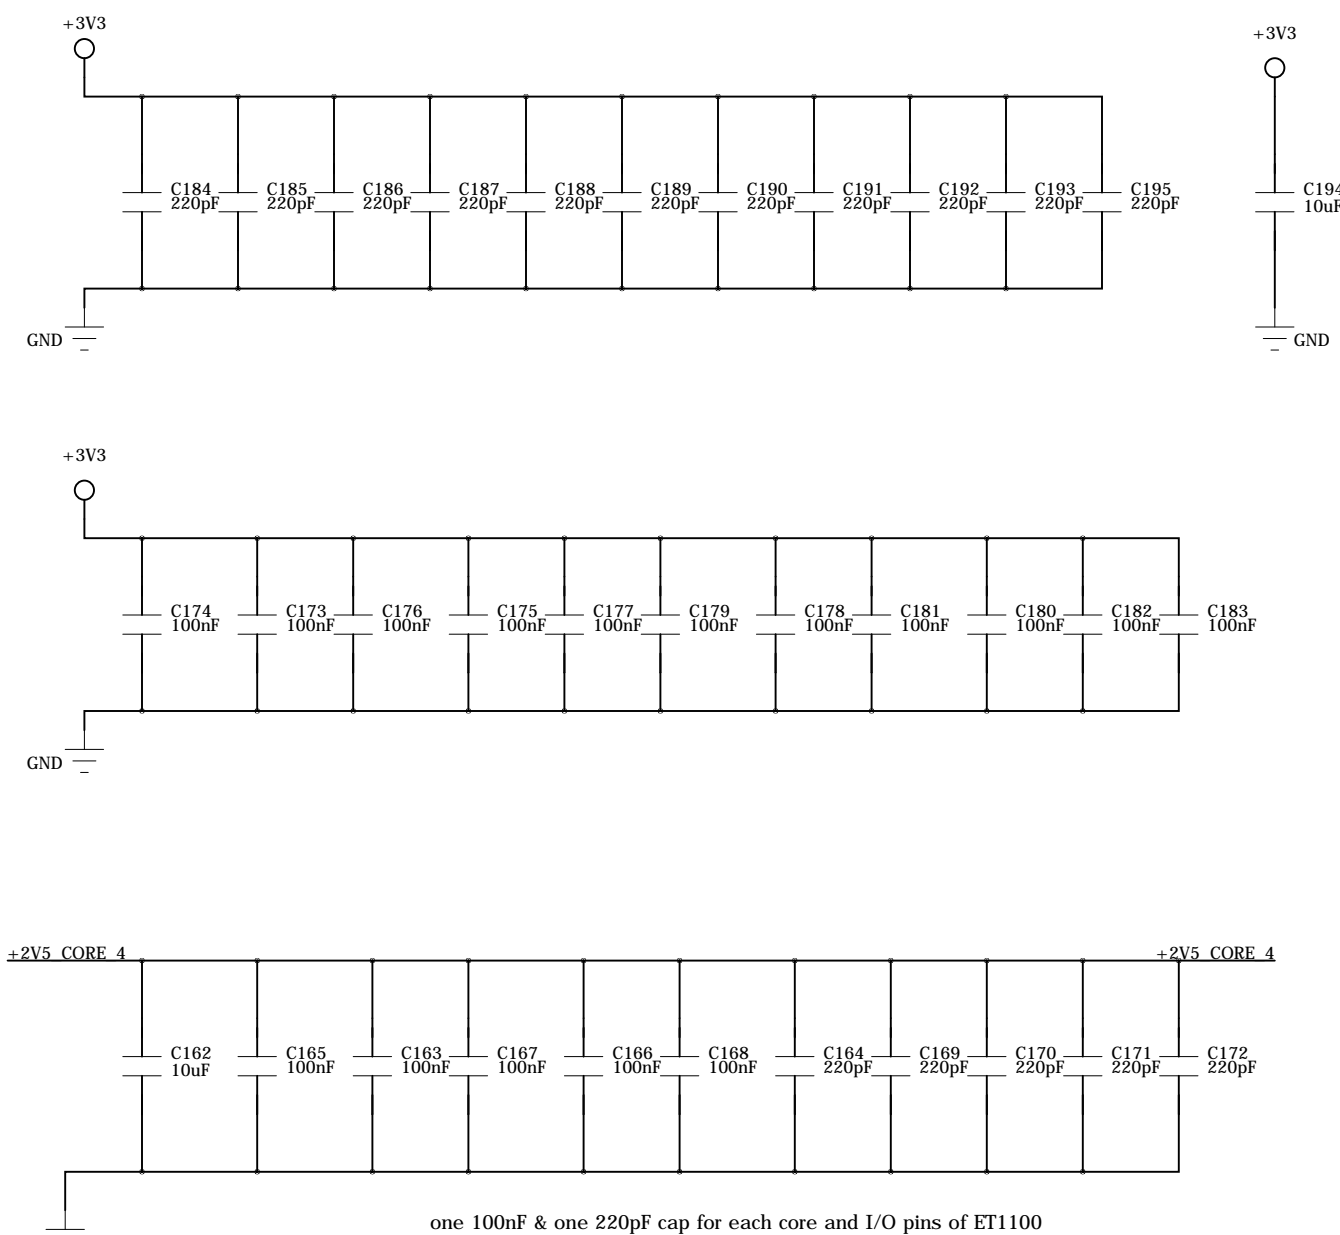 +3V3
+3V3
C184 C185 C186 C187 C188 C189 C190 C191 C192 C193 C195 C194
220pF 220pF 220pF 220pF 220pF 220pF 220pF 220pF 220pF 220pF 220pF 10uF
GND GND
+3V3
C174 C173 C176 C175 C177 C179 C178 C181 C180 C182 C183
100nF 100nF 100nF 100nF 100nF 100nF 100nF 100nF 100nF 100nF 100nF
GND
+2V5_CORE_4 +2V5_CORE_4
C162 C165 C163 C167 C166 C168 C164 C169 C170 C171 C172
10uF 100nF 100nF 100nF 100nF 100nF 220pF 220pF 220pF 220pF 220pF
one 100nF & one 220pF cap for each core and I/O pins of ET1100